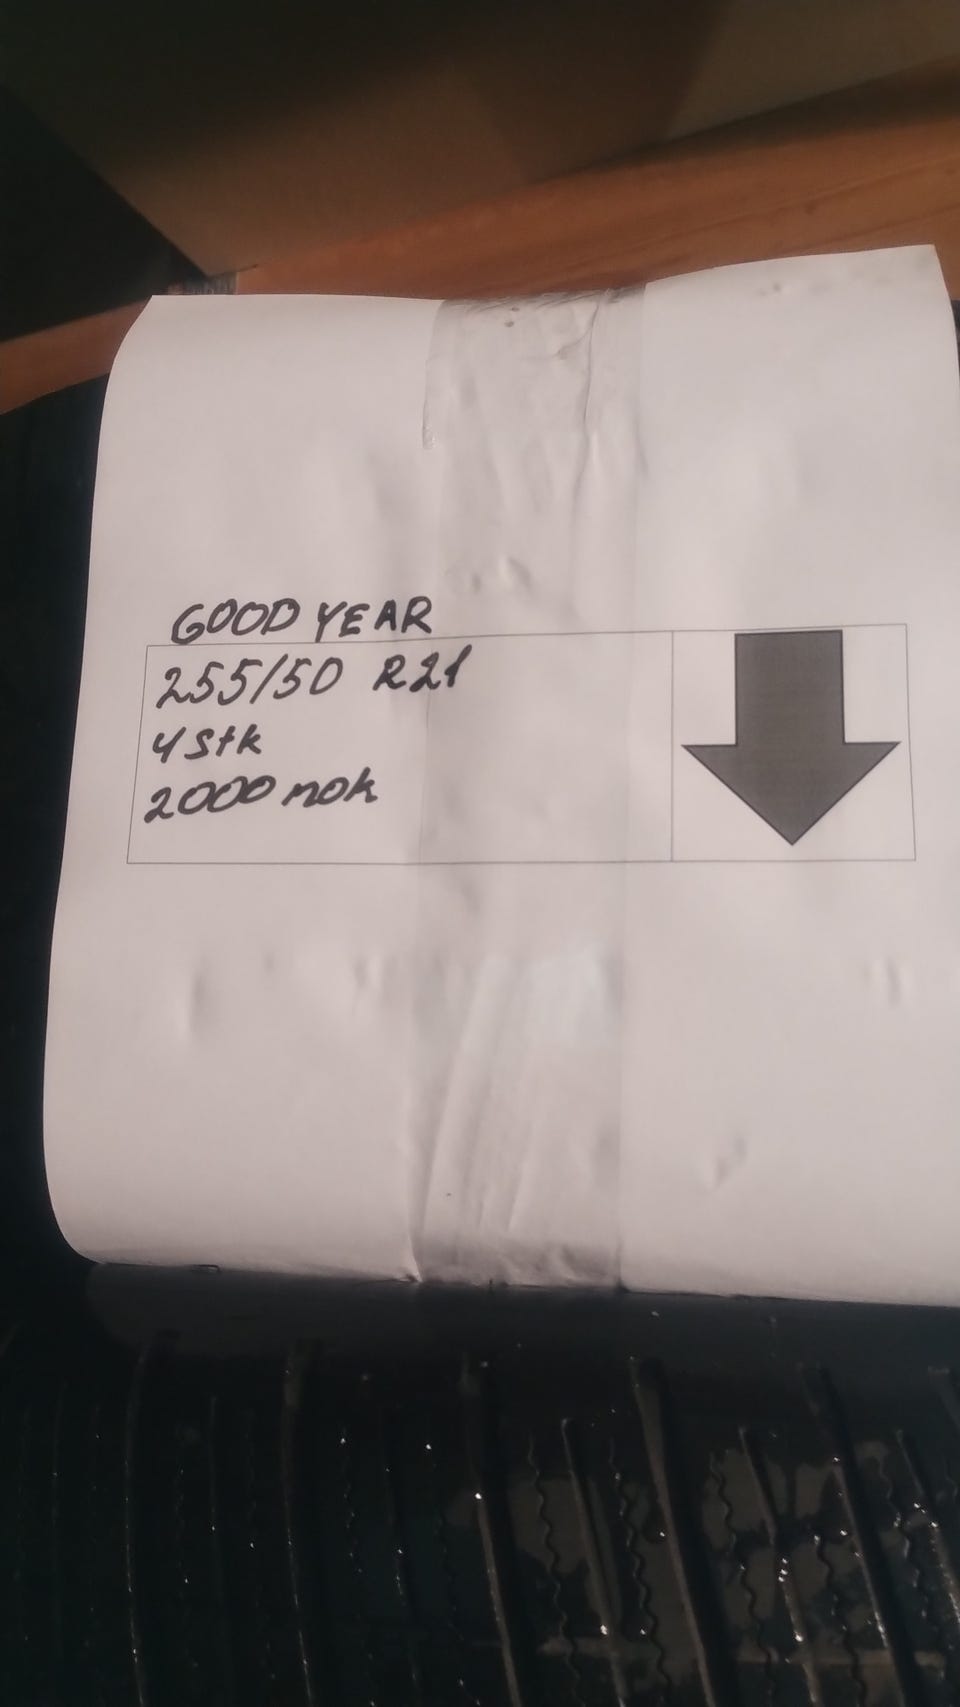 GOOD YEAR
255/50 R21
4 Stk
2000 nok